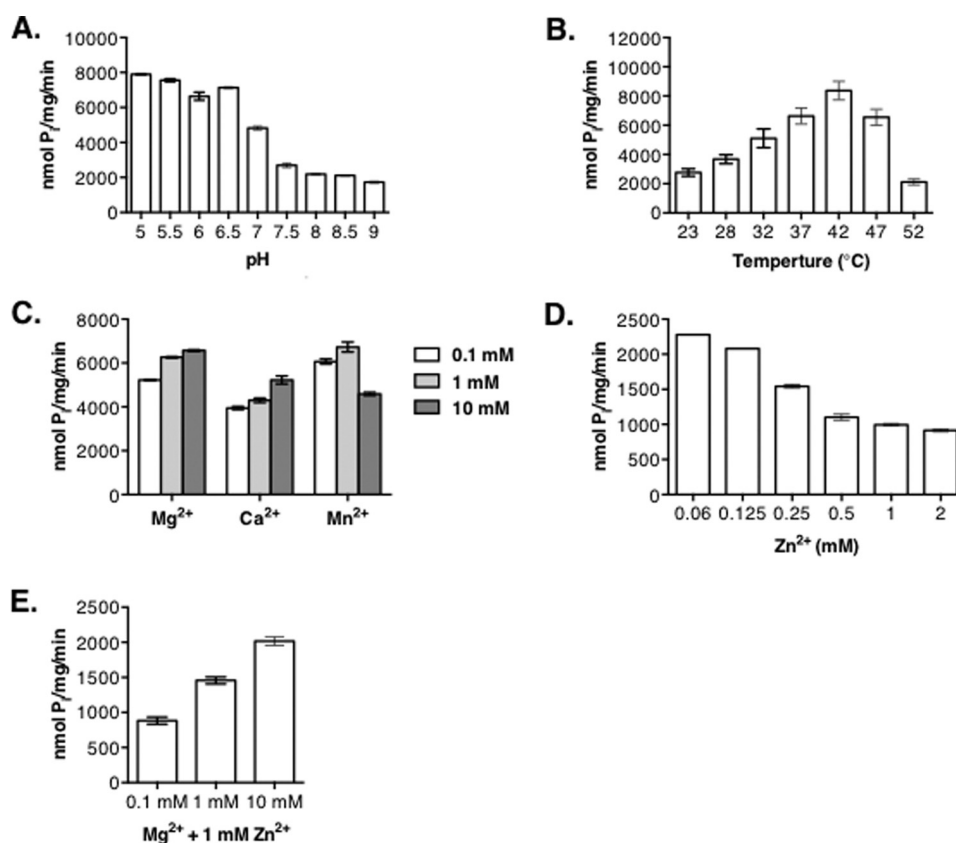 A.
nmol Pi/mg/min
10000
8000
6000
4000
2000
0
5 5.5 6 6.5 7 7.5 8 8.5 9
pH
B.
nmol Pi/mg/min
12000
10000
8000
6000
4000
2000
0
23 28 32 37 42 47 52
Temperture (°C)
C.
nmol Pi/mg/min
8000
6000
4000
2000
0
Mg²⁺ Ca²⁺ Mn²⁺
0.1 mM
1 mM
10 mM
D.
nmol Pi/mg/min
2500
2000
1500
1000
500
0
0.06 0.125 0.25 0.5 1 2
Zn²⁺ (mM)
E.
nmol Pi/mg/min
2500
2000
1500
1000
500
0
0.1 mM 1 mM 10 mM
Mg²⁺ + 1 mM Zn²⁺